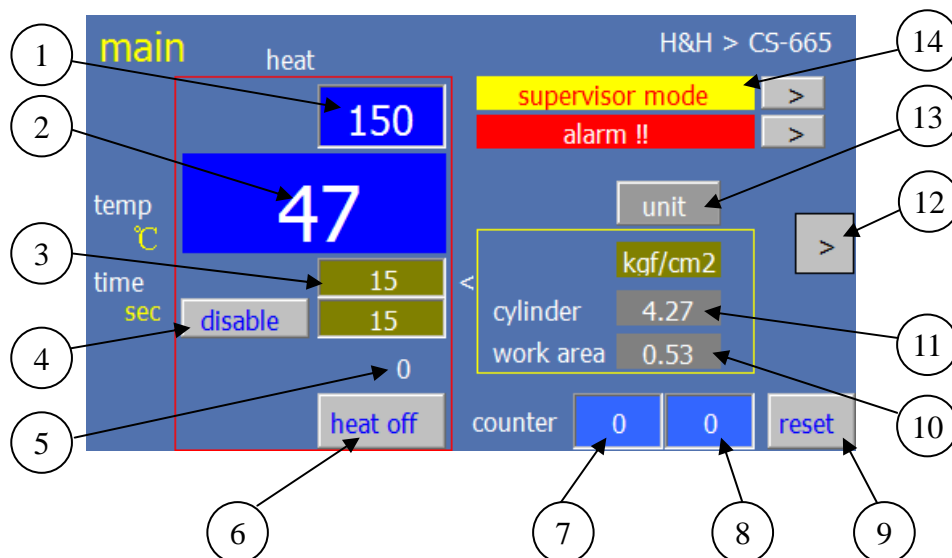 main
H&H > CS-665
heat
150
supervisor mode >
alarm !! >
47
temp
℃
unit
>
time
sec
15
15
disable
<
kgf/cm2
cylinder 4.27
work area 0.53
0
heat off
counter 0 0 reset
1
2
3
4
5
6
7
8
9
10
11
12
13
14